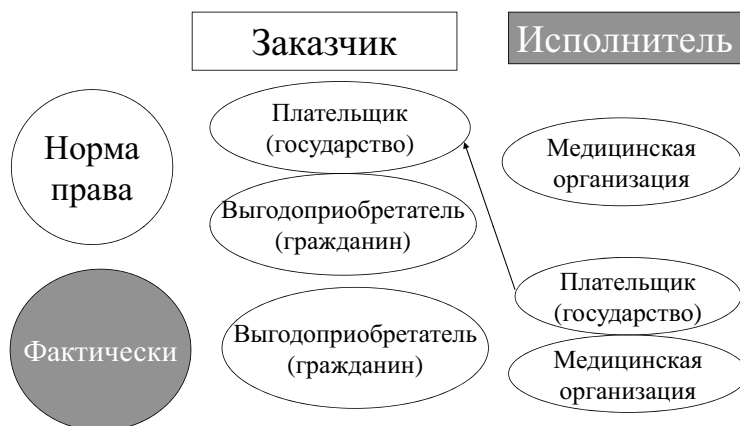 Заказчик
Исполнитель
Норма
права
Плательщик
(государство)
Выгодоприобретатель
(гражданин)
Медицинская
организация
Фактически
Выгодоприобретатель
(гражданин)
Плательщик
(государство)
Медицинская
организация